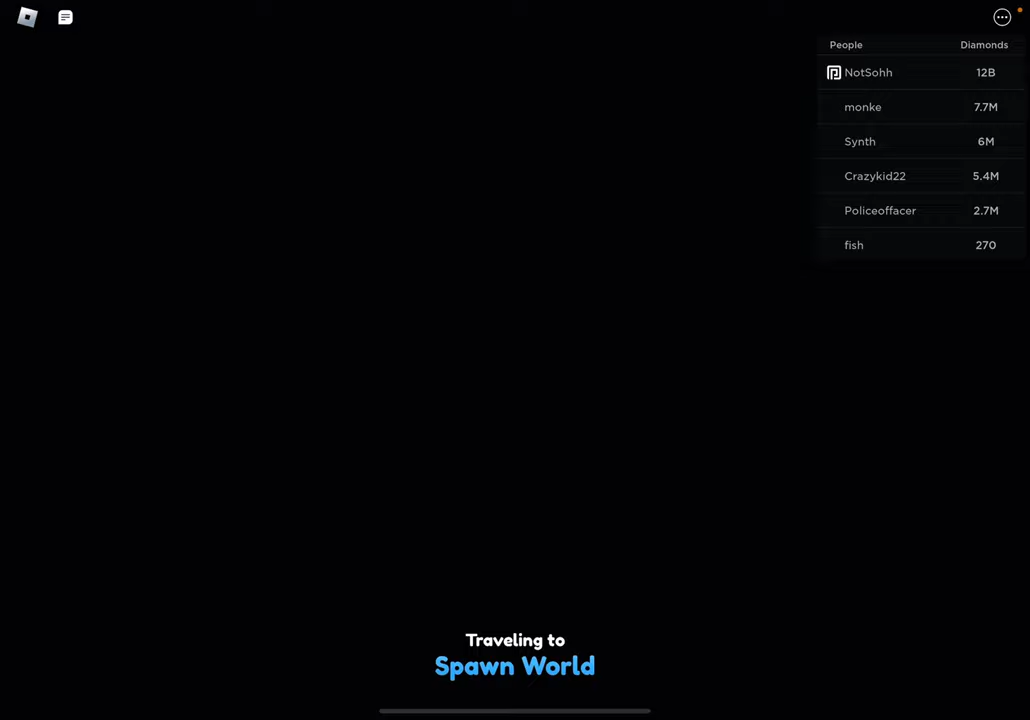 People Diamonds
NotSohh 12B
monke 7.7M
Synth 6M
Crazykid22 5.4M
Policeoffacer 2.7M
fish 270
Traveling to
Spawn World